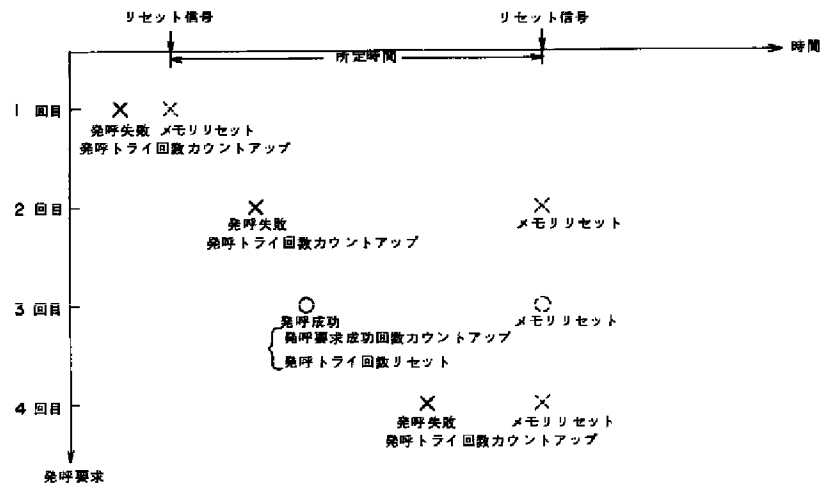 リセット信号 リセット信号
所定時間 時間
1 回目
発呼失敗 メモリリセット
発呼トライ回数カウントアップ
2 回目
発呼失敗 メモリリセット
発呼トライ回数カウントアップ
3 回目
発呼成功 メモリリセット
発呼要求成功回数カウントアップ
発呼トライ回数リセット
4 回目
発呼失敗 メモリリセット
発呼トライ回数カウントアップ
発呼要求